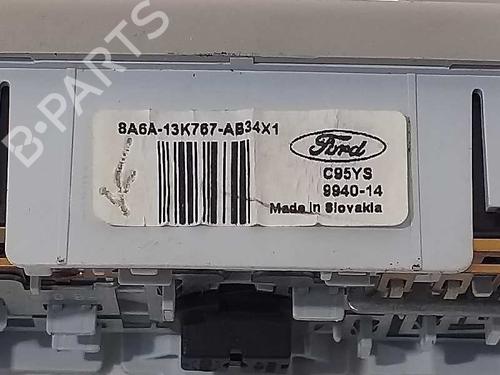 B-PARTS
8A6A-13K767-AB34X1
Ford
C95YS
9940-14
Made in Slovakia